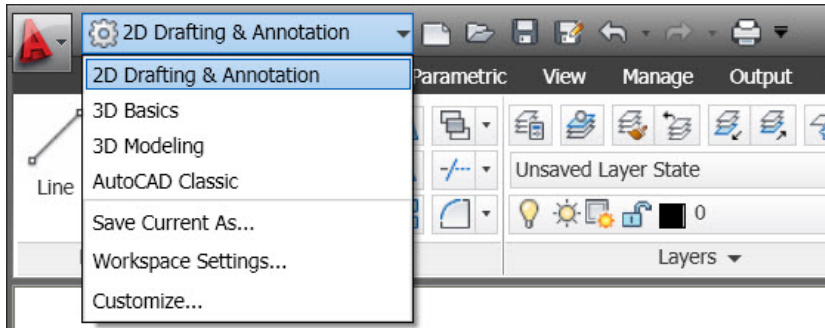 2D Drafting & Annotation
2D Drafting & Annotation
Parametric View Manage Output
3D Basics
3D Modeling
AutoCAD Classic
Save Current As...
Workspace Settings...
Customize...
Line
Unsaved Layer State
0
Layers